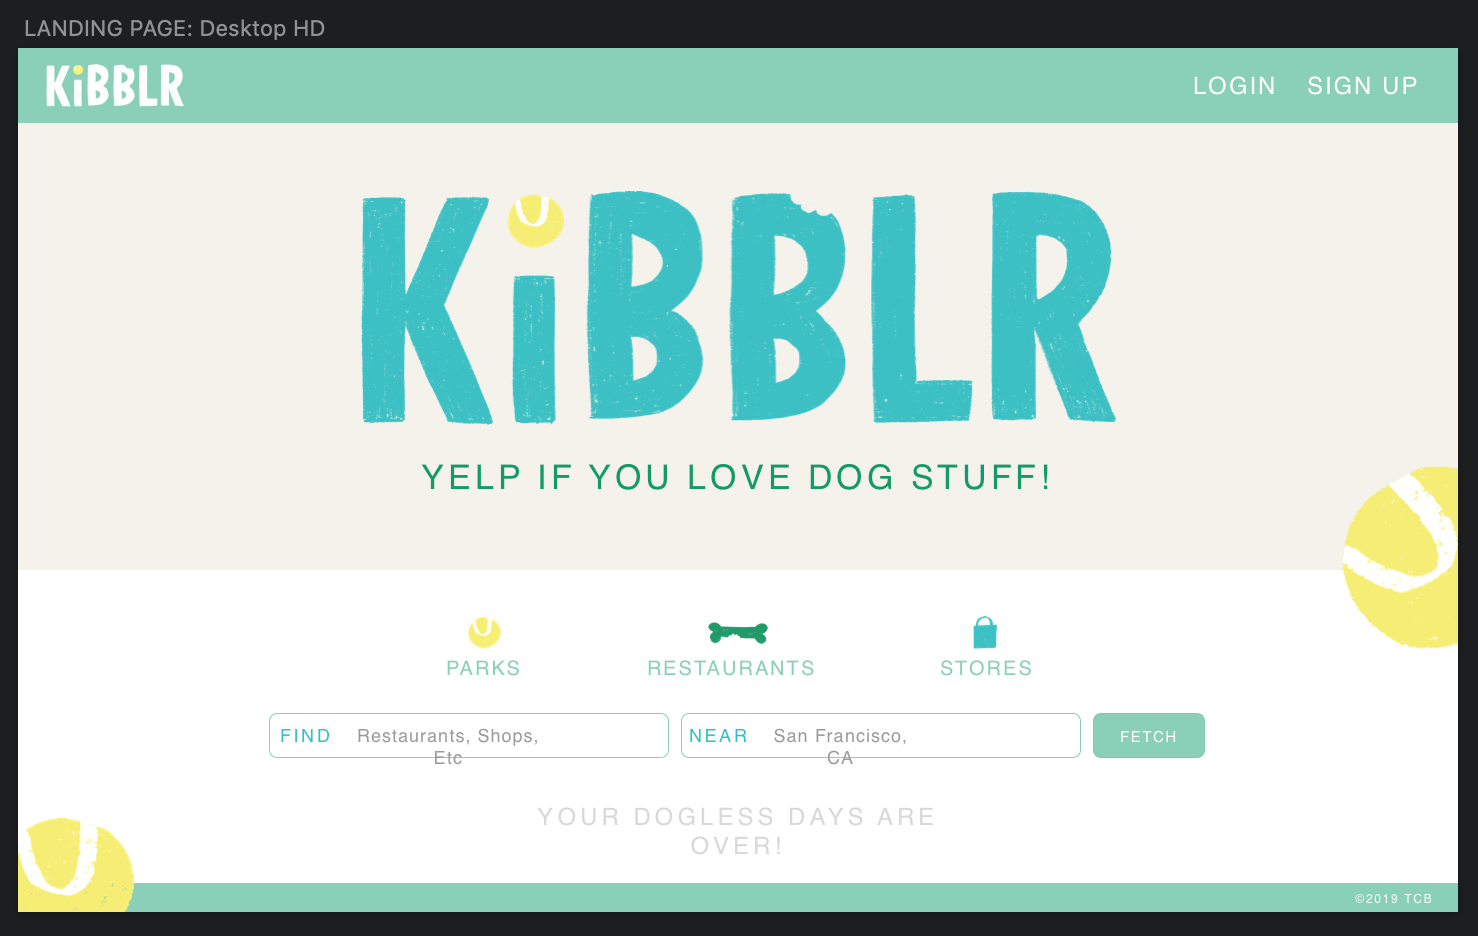 LANDING PAGE: Desktop HD
KiBBLR
LOGIN SIGN UP
KiBBLR
YELP IF YOU LOVE DOG STUFF!
PARKS RESTAURANTS STORES
FIND Restaurants, Shops,
Etc
NEAR San Francisco,
CA
FETCH
YOUR DOGLESS DAYS ARE
OVER!
©2019 TCB